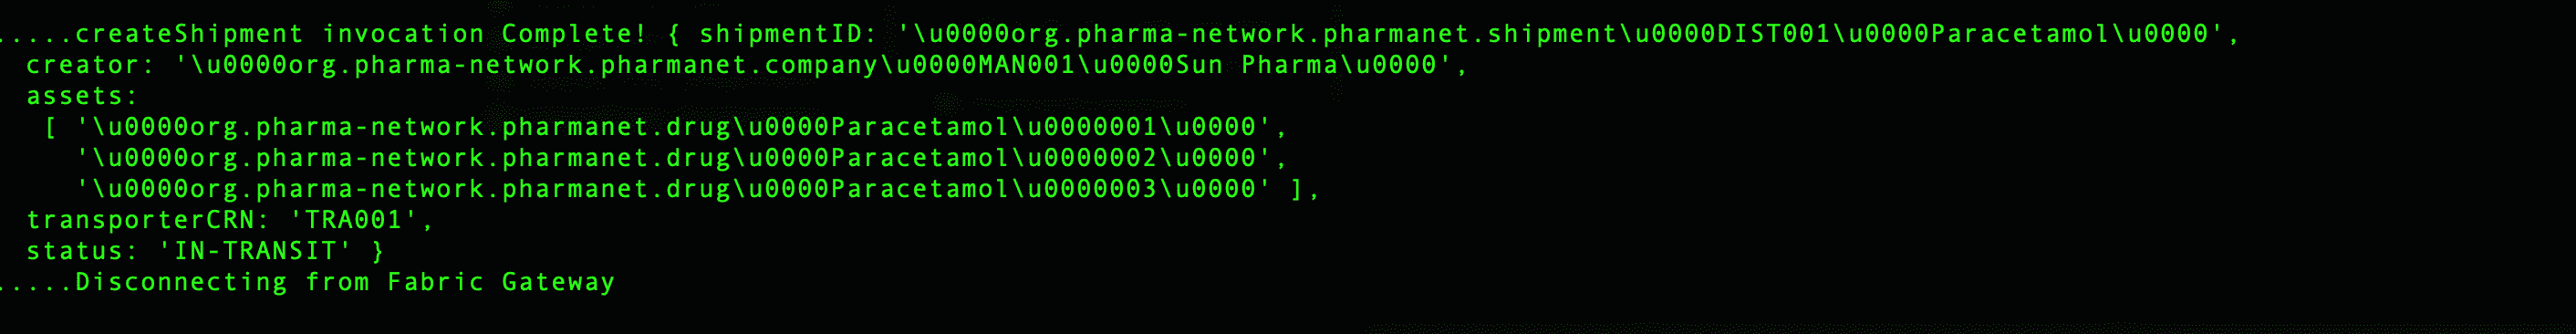 .....createShipment invocation Complete! { shipmentID: '\u0000org.pharma-network.pharmanet.shipment\u0000DIST001\u0000Paracetamol\u0000',
creator: '\u0000org.pharma-network.pharmanet.company\u0000MAN001\u0000Sun Pharma\u0000',
assets:
[ '\u0000org.pharma-network.pharmanet.drug\u0000Paracetamol\u0000001\u0000',
'\u0000org.pharma-network.pharmanet.drug\u0000Paracetamol\u0000002\u0000',
'\u0000org.pharma-network.pharmanet.drug\u0000Paracetamol\u0000003\u0000' ],
transporterCRN: 'TRA001',
status: 'IN-TRANSIT' }
.....Disconnecting from Fabric Gateway